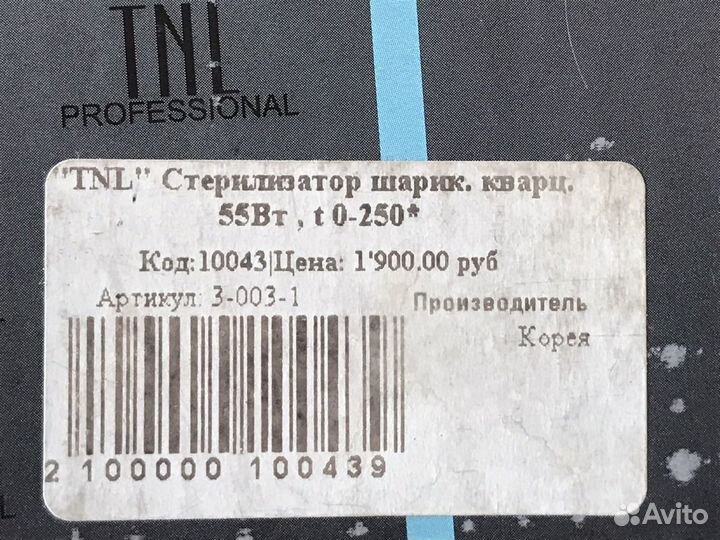 TNL
PROFESSIONAL
"TNL" Стерилизатор шарик. кварц.
55Вт , t 0-250*
Код:10043|Цена: 1'900.00 руб
Артикул: 3-003-1
Производитель
Корея
2 100000 100439
Avito